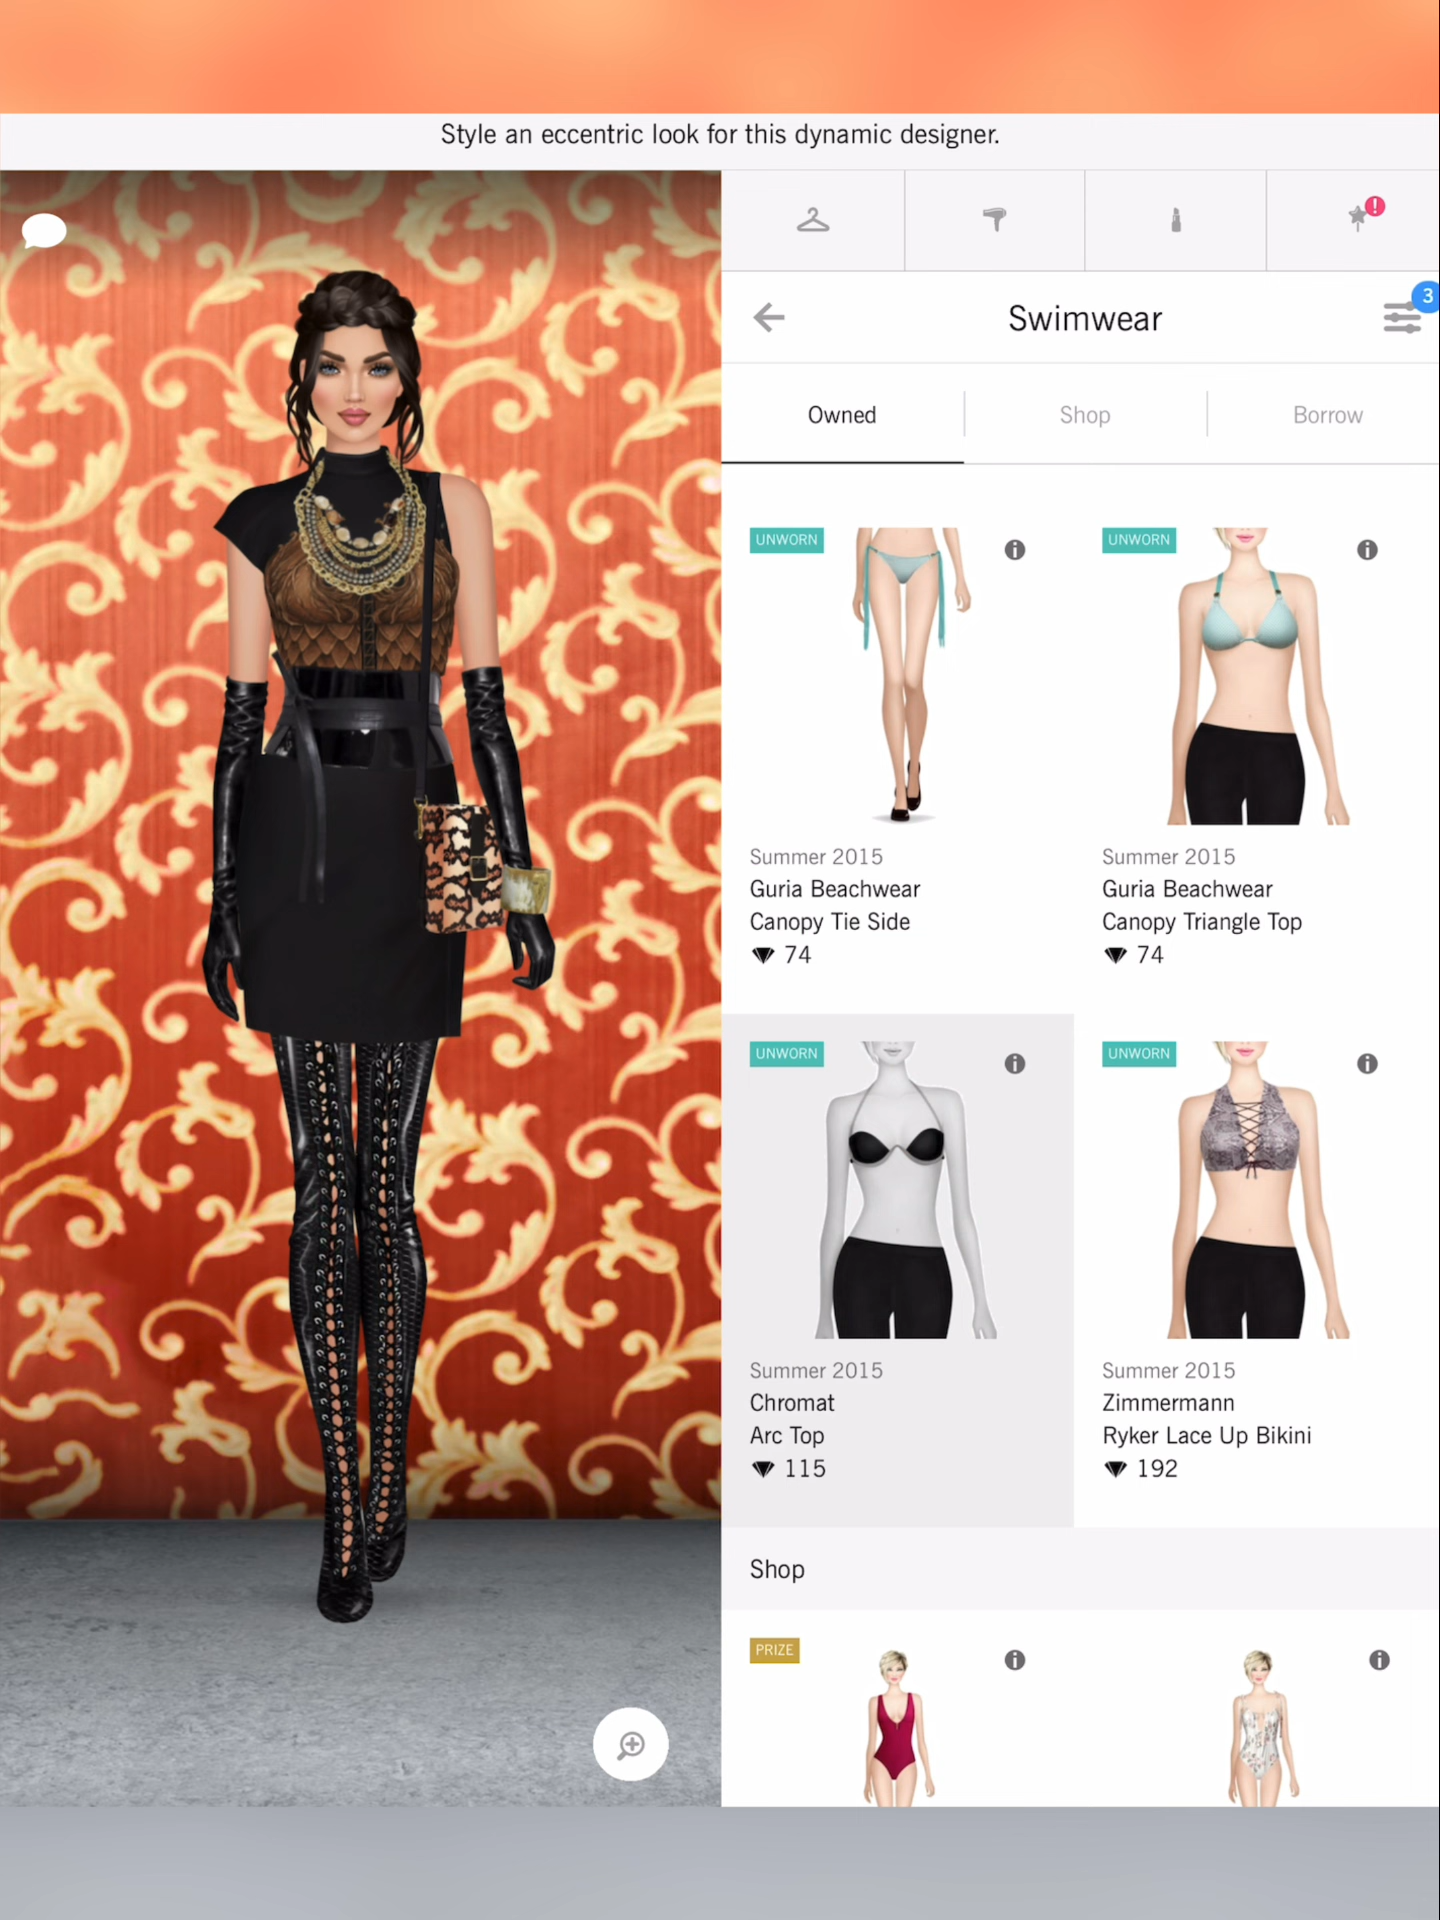 Style an eccentric look for this dynamic designer.
!
Swimwear
3
Owned
Shop
Borrow
UNWORN
UNWORN
Summer 2015
Guria Beachwear
Canopy Tie Side
74
Summer 2015
Guria Beachwear
Canopy Triangle Top
74
UNWORN
UNWORN
Summer 2015
Chromat
Arc Top
115
Summer 2015
Zimmermann
Ryker Lace Up Bikini
192
Shop
PRIZE